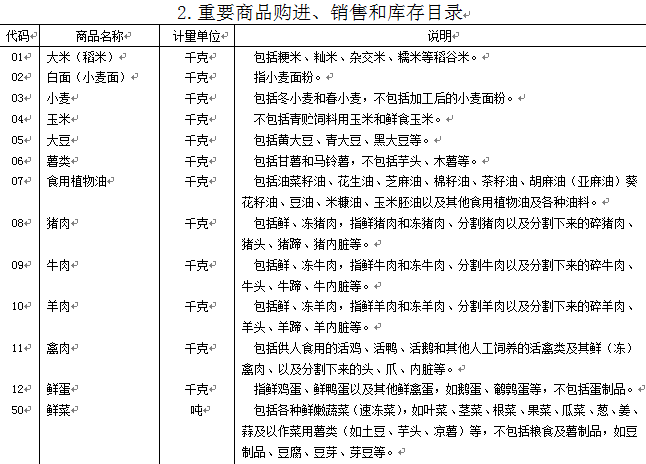 2.重要商品购进、销售和库存目录
代码 商品名称 计量单位 说明
01 大米（稻米） 千克 包括粳米、籼米、杂交米、糯米等稻谷米。
02 白面（小麦面） 千克 指小麦面粉。
03 小麦 千克 包括冬小麦和春小麦，不包括加工后的小麦面粉。
04 玉米 千克 不包括青贮饲料用玉米和鲜食玉米。
05 大豆 千克 包括黄大豆、青大豆、黑大豆等。
06 薯类 千克 包括甘薯和马铃薯，不包括芋头、木薯等。
07 食用植物油 千克 包括油菜籽油、花生油、芝麻油、棉籽油、茶籽油、胡麻油（亚麻油）葵
花籽油、豆油、米糠油、玉米胚油以及其他食用植物油及各种油料。
08 猪肉 千克 包括鲜、冻猪肉，指鲜猪肉和冻猪肉、分割猪肉以及分割下来的碎猪肉、
猪头、猪蹄、猪内脏等。
09 牛肉 千克 包括鲜、冻牛肉，指鲜牛肉和冻牛肉、分割牛肉以及分割下来的碎牛肉、
牛头、牛蹄、牛内脏等。
10 羊肉 千克 包括鲜、冻羊肉，指鲜羊肉和冻羊肉、分割羊肉以及分割下来的碎羊肉、
羊头、羊蹄、羊内脏等。
11 禽肉 千克 包括供人食用的活鸡、活鸭、活鹅和其他人工饲养的活禽类及其鲜（冻）
禽肉、以及分割下来的头、爪、内脏等。
12 鲜蛋 千克 指鲜鸡蛋、鲜鸭蛋以及其他鲜禽蛋，如鹅蛋、鹌鹑蛋等，不包括蛋制品。
50 鲜菜 吨 包括各种鲜嫩蔬菜（速冻菜），如叶菜、茎菜、根菜、果菜、瓜菜、葱、姜、
蒜及以作菜用薯类（如土豆、芋头、凉薯）等，不包括粮食及薯制品，如豆
制品、豆腐、豆芽、芽豆等。